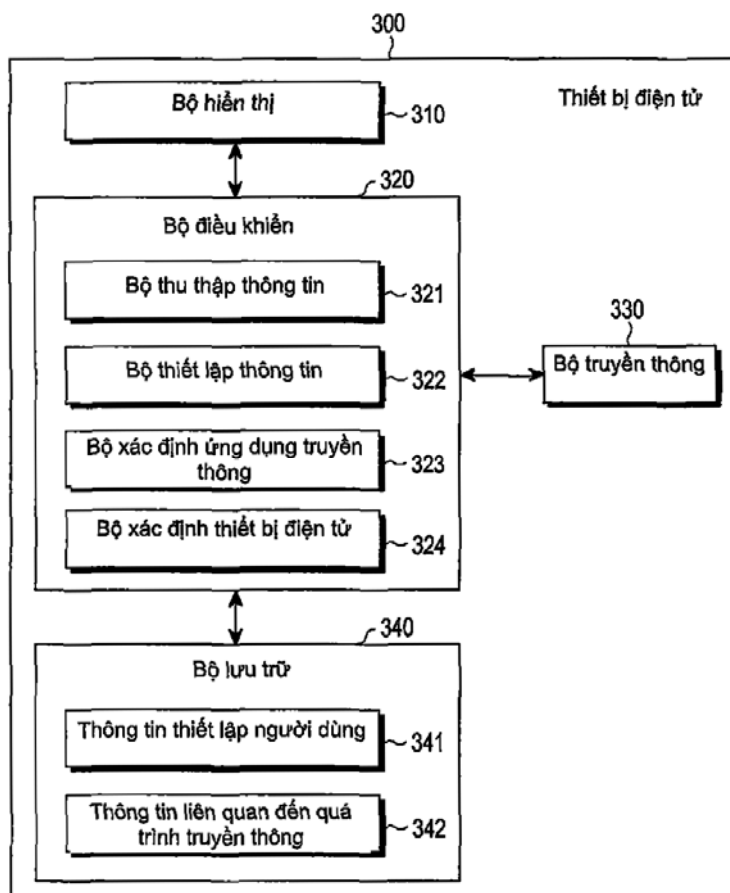 300
Thiết bị điện tử
Bộ hiển thị
310
320
Bộ điều khiển
Bộ thu thập thông tin
321
Bộ thiết lập thông tin
322
Bộ xác định ứng dụng truyền
thông
323
Bộ xác định thiết bị điện tử
324
330
Bộ truyền thông
340
Bộ lưu trữ
Thông tin thiết lập người dùng
341
Thông tin liên quan đến quá
trình truyền thông
342